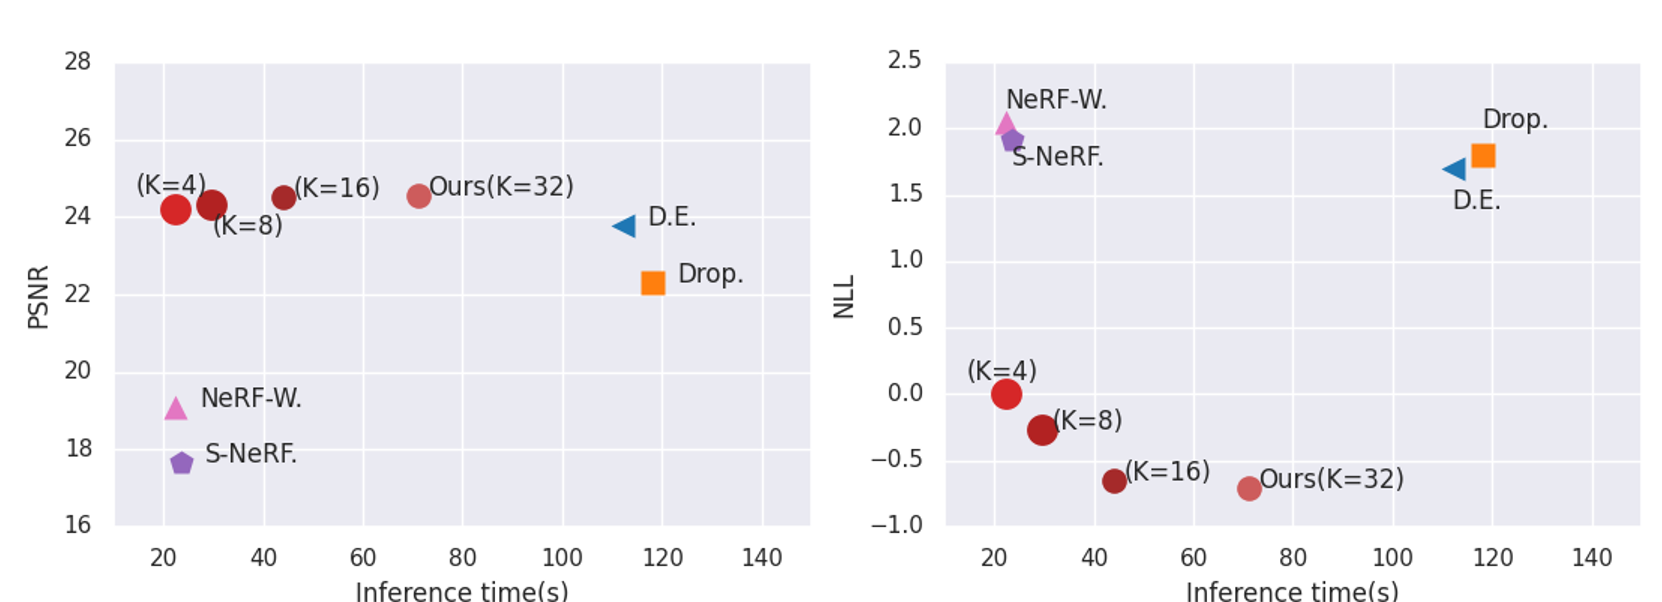 28
26
24
22
20
18
16
PSNR
(K=4)
(K=8)
(K=16)
Ours(K=32)
D.E.
Drop.
NeRF-W.
S-NeRF.
20 40 60 80 100 120 140
Inference time(s)
2.5
2.0
1.5
1.0
0.5
0.0
−0.5
−1.0
NLL
NeRF-W.
S-NeRF.
Drop.
D.E.
(K=4)
(K=8)
(K=16)
Ours(K=32)
20 40 60 80 100 120 140
Inference time(s)